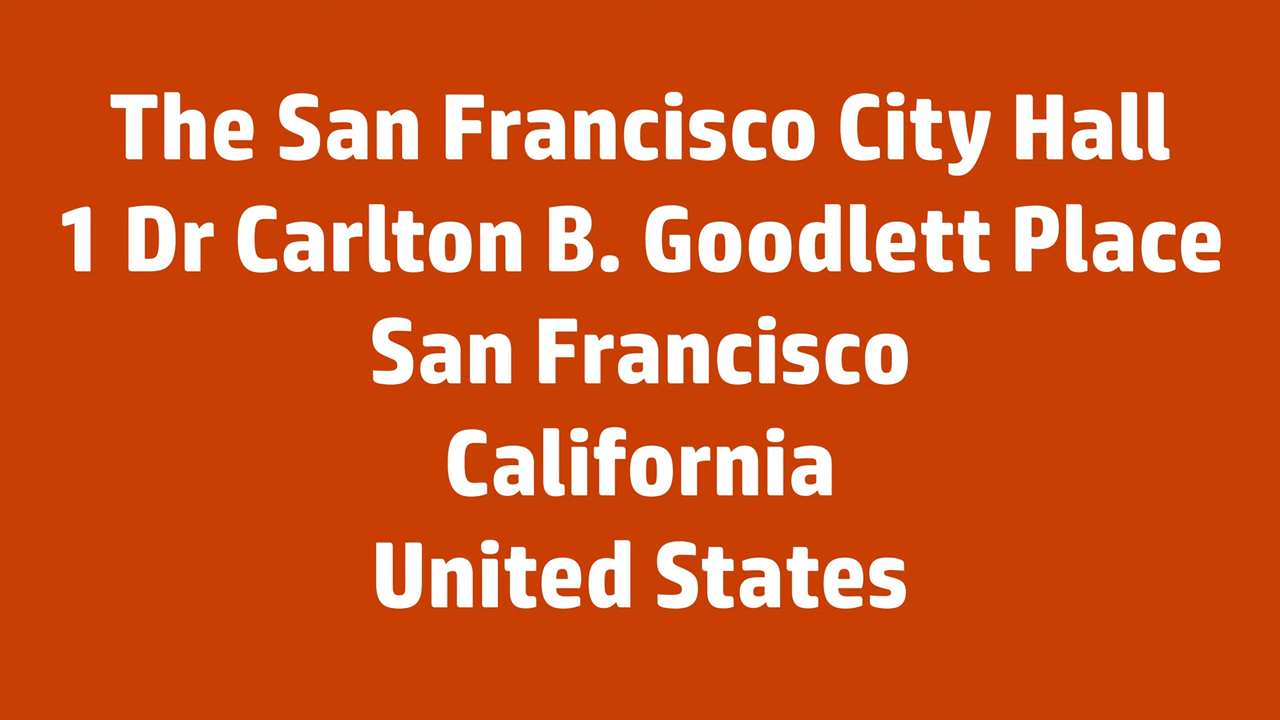 The San Francisco City Hall
1 Dr Carlton B. Goodlett Place
San Francisco
California
United States